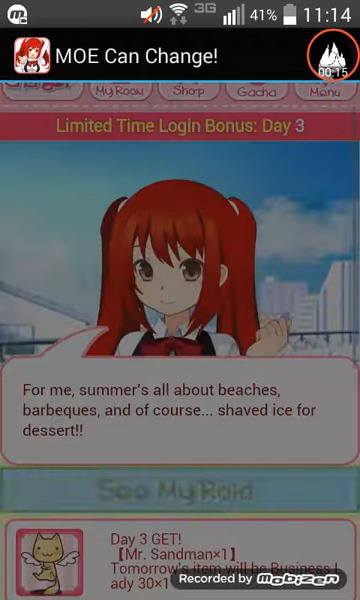 3G 41% 11:14
MOE Can Change!
00:15
My Room Shop Gacha Menu
Limited Time Login Bonus: Day 3
For me, summer's all about beaches,
barbeques, and of course... shaved ice for
dessert!!
See My Roid
Day 3 GET!
【Mr. Sandman×1】
Tomorrow's item will be Business L
ady 30×1
Recorded by Mobizen